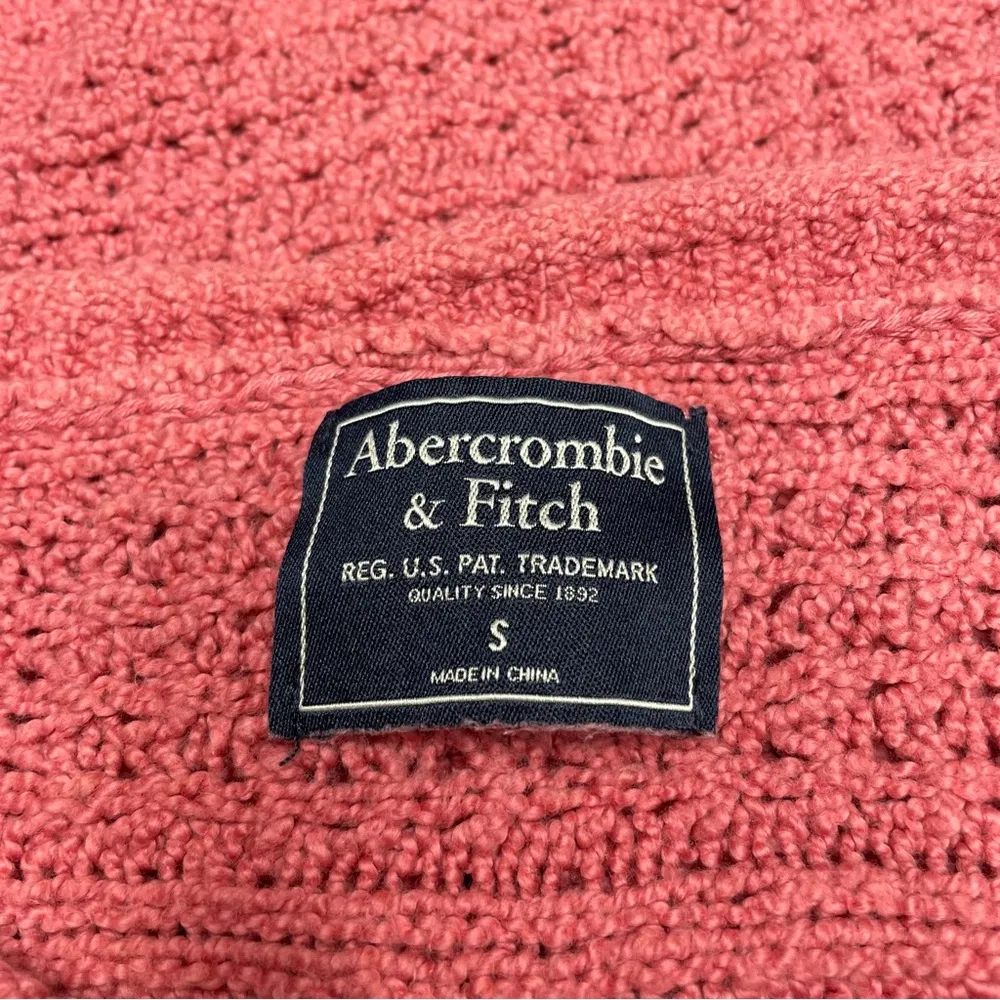 Abercrombie
& Fitch
REG. U.S. PAT. TRADEMARK
QUALITY SINCE 1892
S
MADE IN CHINA